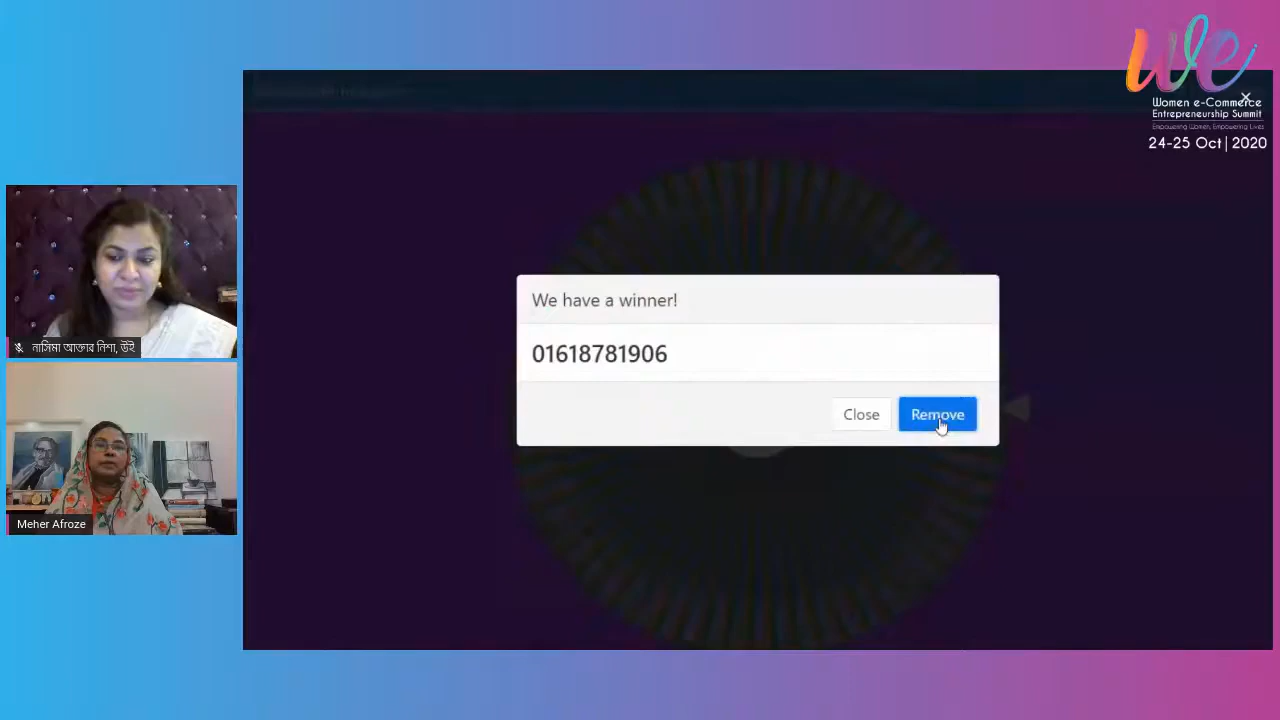 We
Women e-Commerce
Entrepreneurship Summit
Empowering Women, Empowering Lives
24-25 Oct | 2020
We have a winner!
01618781906
Close
Remove
নাসিমা আক্তার নিশা, উই
Meher Afroze